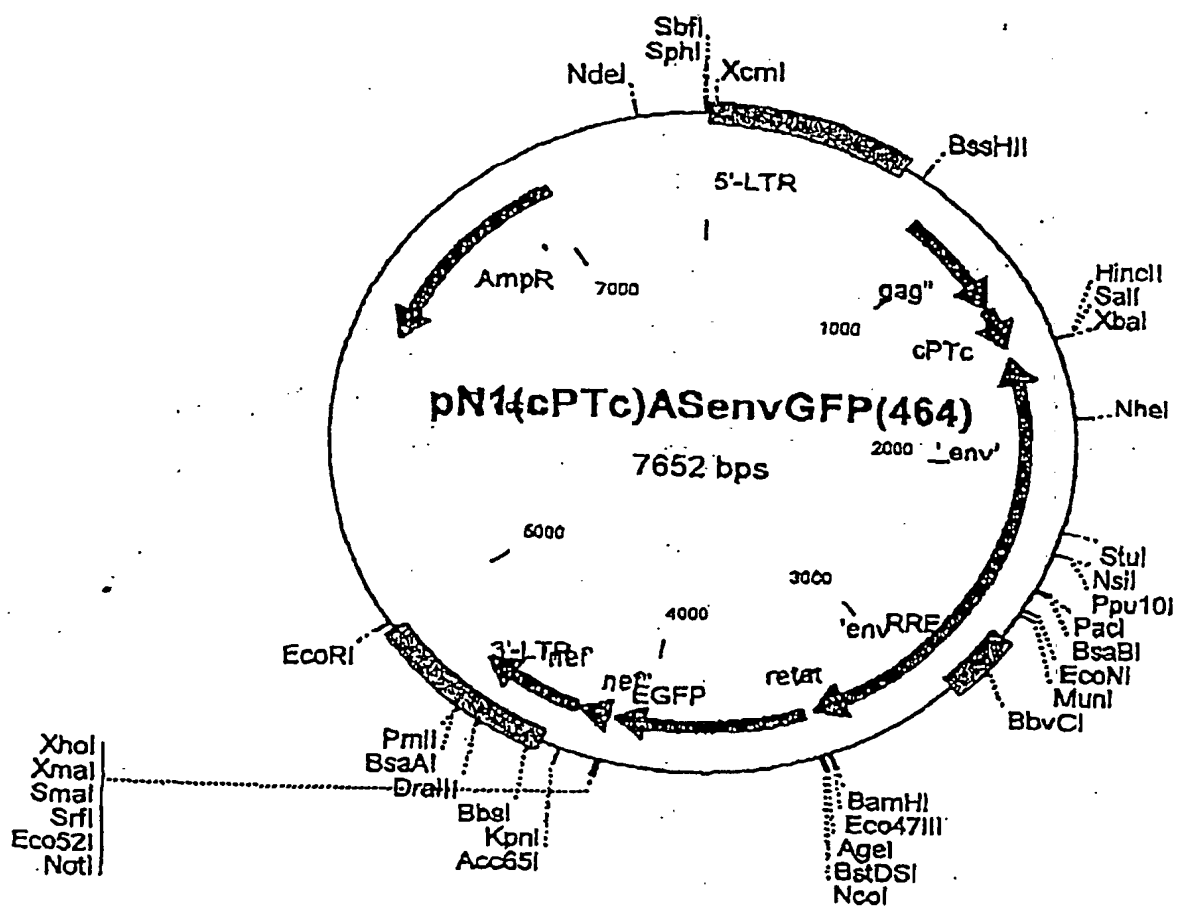 SbfI
SphI
XcmI
NdeI
BssHII
5'-LTR
AmpR
7000
gag"
HincII
SalI
XbaI
1000
cPTc
pN1(cPTc)ASenvGFP(464)
NheI
2000
'_env'
7652 bps
6000
StuI
NsiI
Ppu10I
3000
PacI
4000
'env
RRE
BsaBI
EcoRI
3'-LTR
nef
EcoNI
MunI
nef"
EGFP
retat
BbvCI
PmlI
BsaAI
DraIII
BbsI
KpnI
Acc65I
XhoI
XmaI
SmaI
SrfI
Eco52I
NotI
BamHI
Eco47III
AgeI
BstDSI
NcoI